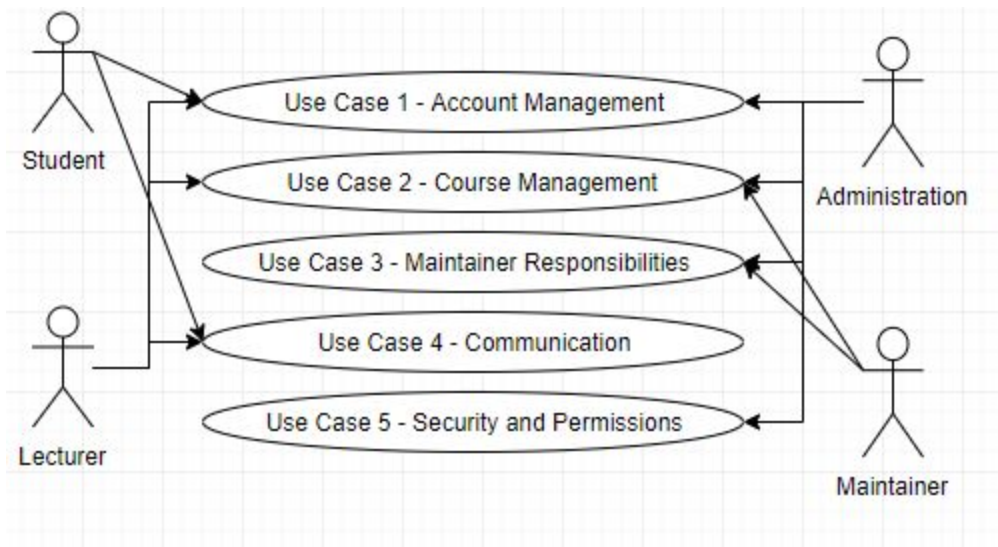 Use Case 1 - Account Management
Student
Use Case 2 - Course Management
Administration
Use Case 3 - Maintainer Responsibilities
Use Case 4 - Communication
Use Case 5 - Security and Permissions
Lecturer
Maintainer